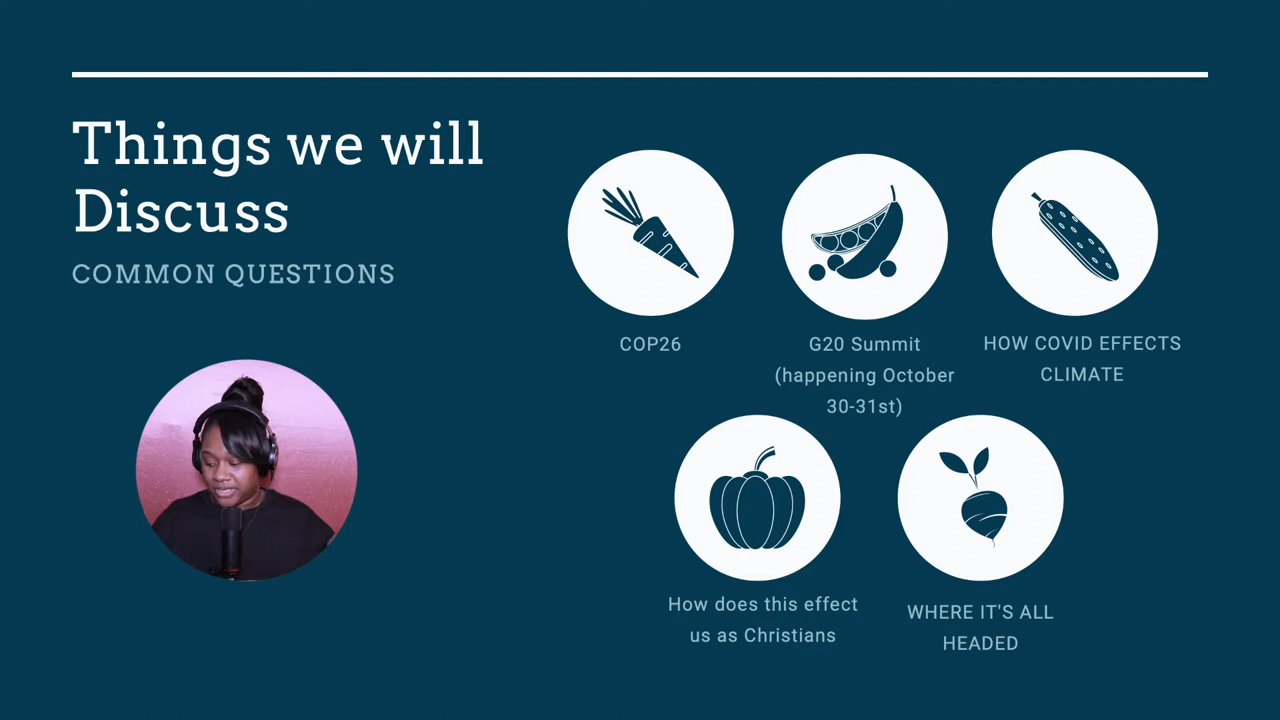 Things we will
Discuss
COMMON QUESTIONS
COP26
G20 Summit
(happening October
30-31st)
HOW COVID EFFECTS
CLIMATE
How does this effect
us as Christians
WHERE IT'S ALL
HEADED